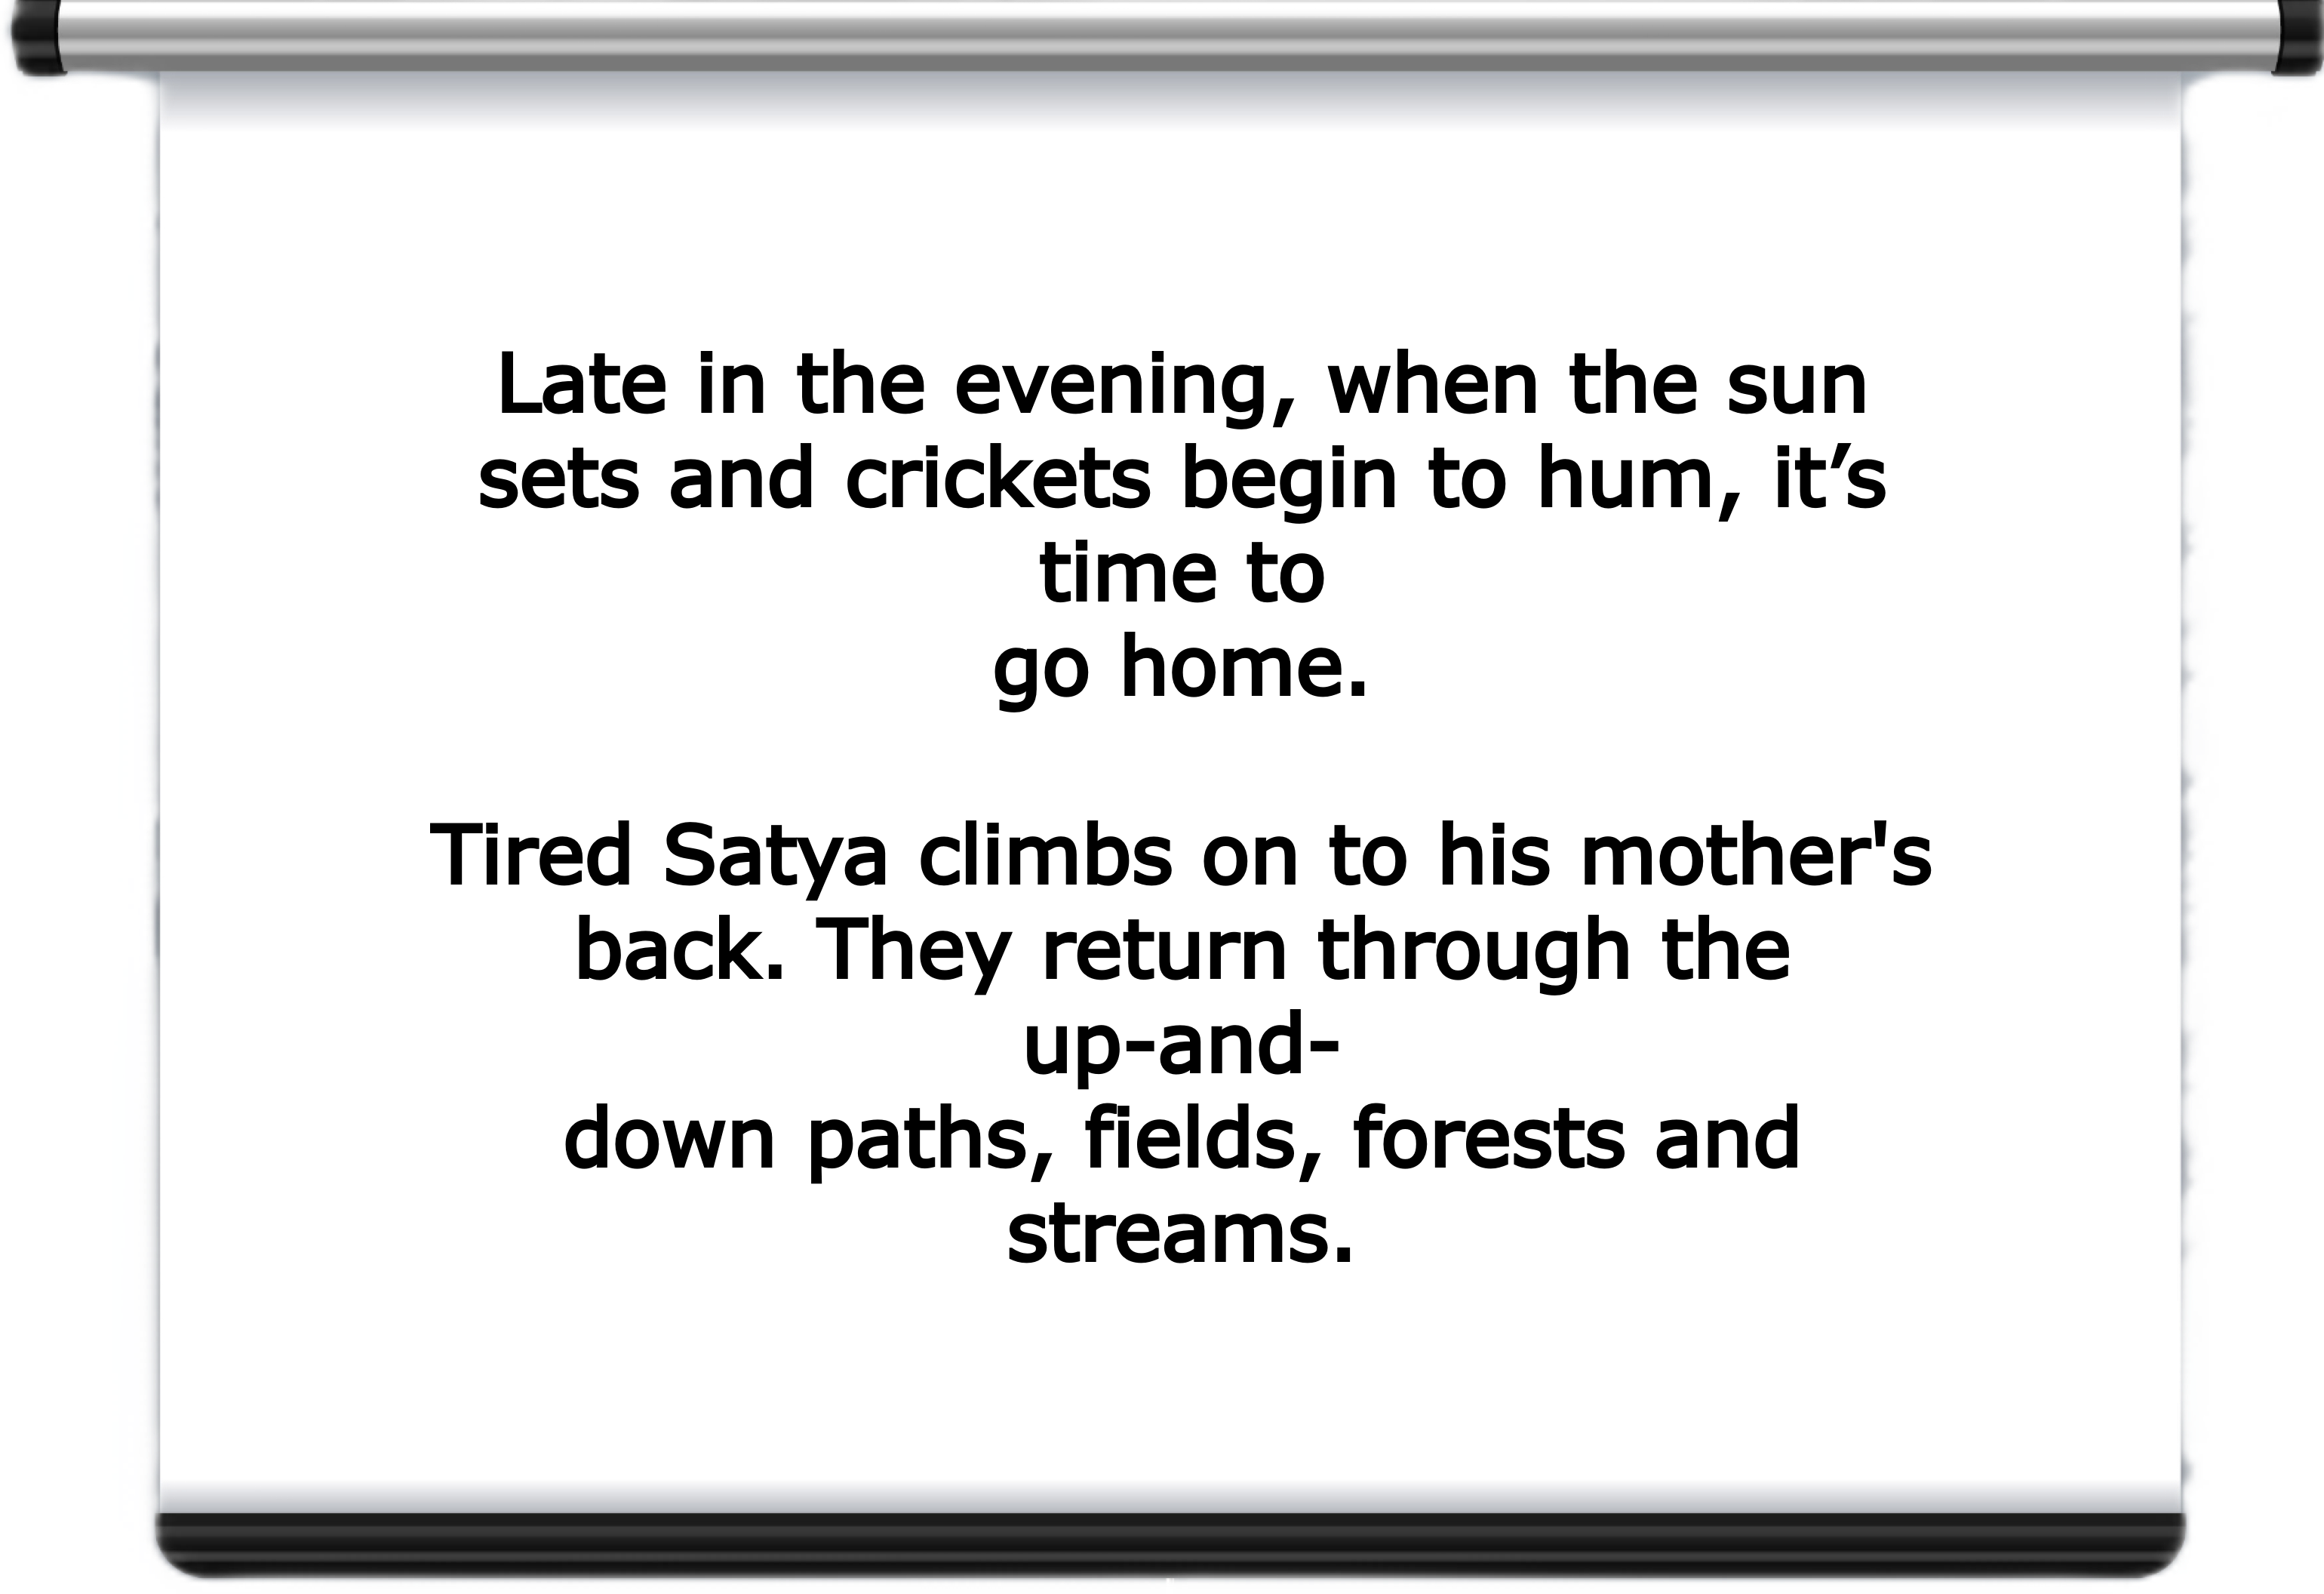 Late in the evening, when the sun
sets and crickets begin to hum, it’s
time to
go home.
Tired Satya climbs on to his mother's
back. They return through the
up-and-
down paths, fields, forests and
streams.